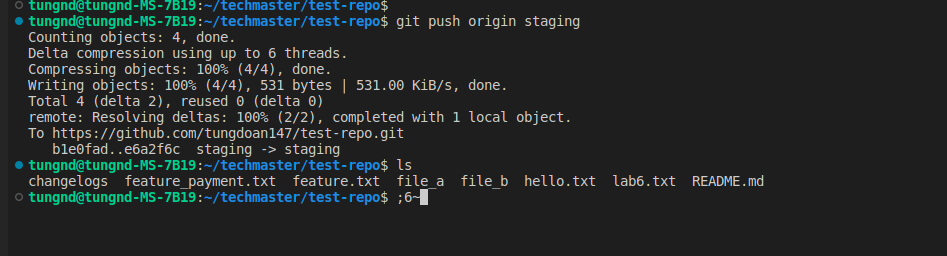 tungnd@tungnd-MS-7B19:~/techmaster/test-repo$
tungnd@tungnd-MS-7B19:~/techmaster/test-repo$ git push origin staging
Counting objects: 4, done.
Delta compression using up to 6 threads.
Compressing objects: 100% (4/4), done.
Writing objects: 100% (4/4), 531 bytes | 531.00 KiB/s, done.
Total 4 (delta 2), reused 0 (delta 0)
remote: Resolving deltas: 100% (2/2), completed with 1 local object.
To https://github.com/tungdoan147/test-repo.git
   b1e0fad..e6a2f6c  staging -> staging
tungnd@tungnd-MS-7B19:~/techmaster/test-repo$ ls
changelogs  feature_payment.txt  feature.txt  file_a  file_b  hello.txt  lab6.txt  README.md
tungnd@tungnd-MS-7B19:~/techmaster/test-repo$ ;6~